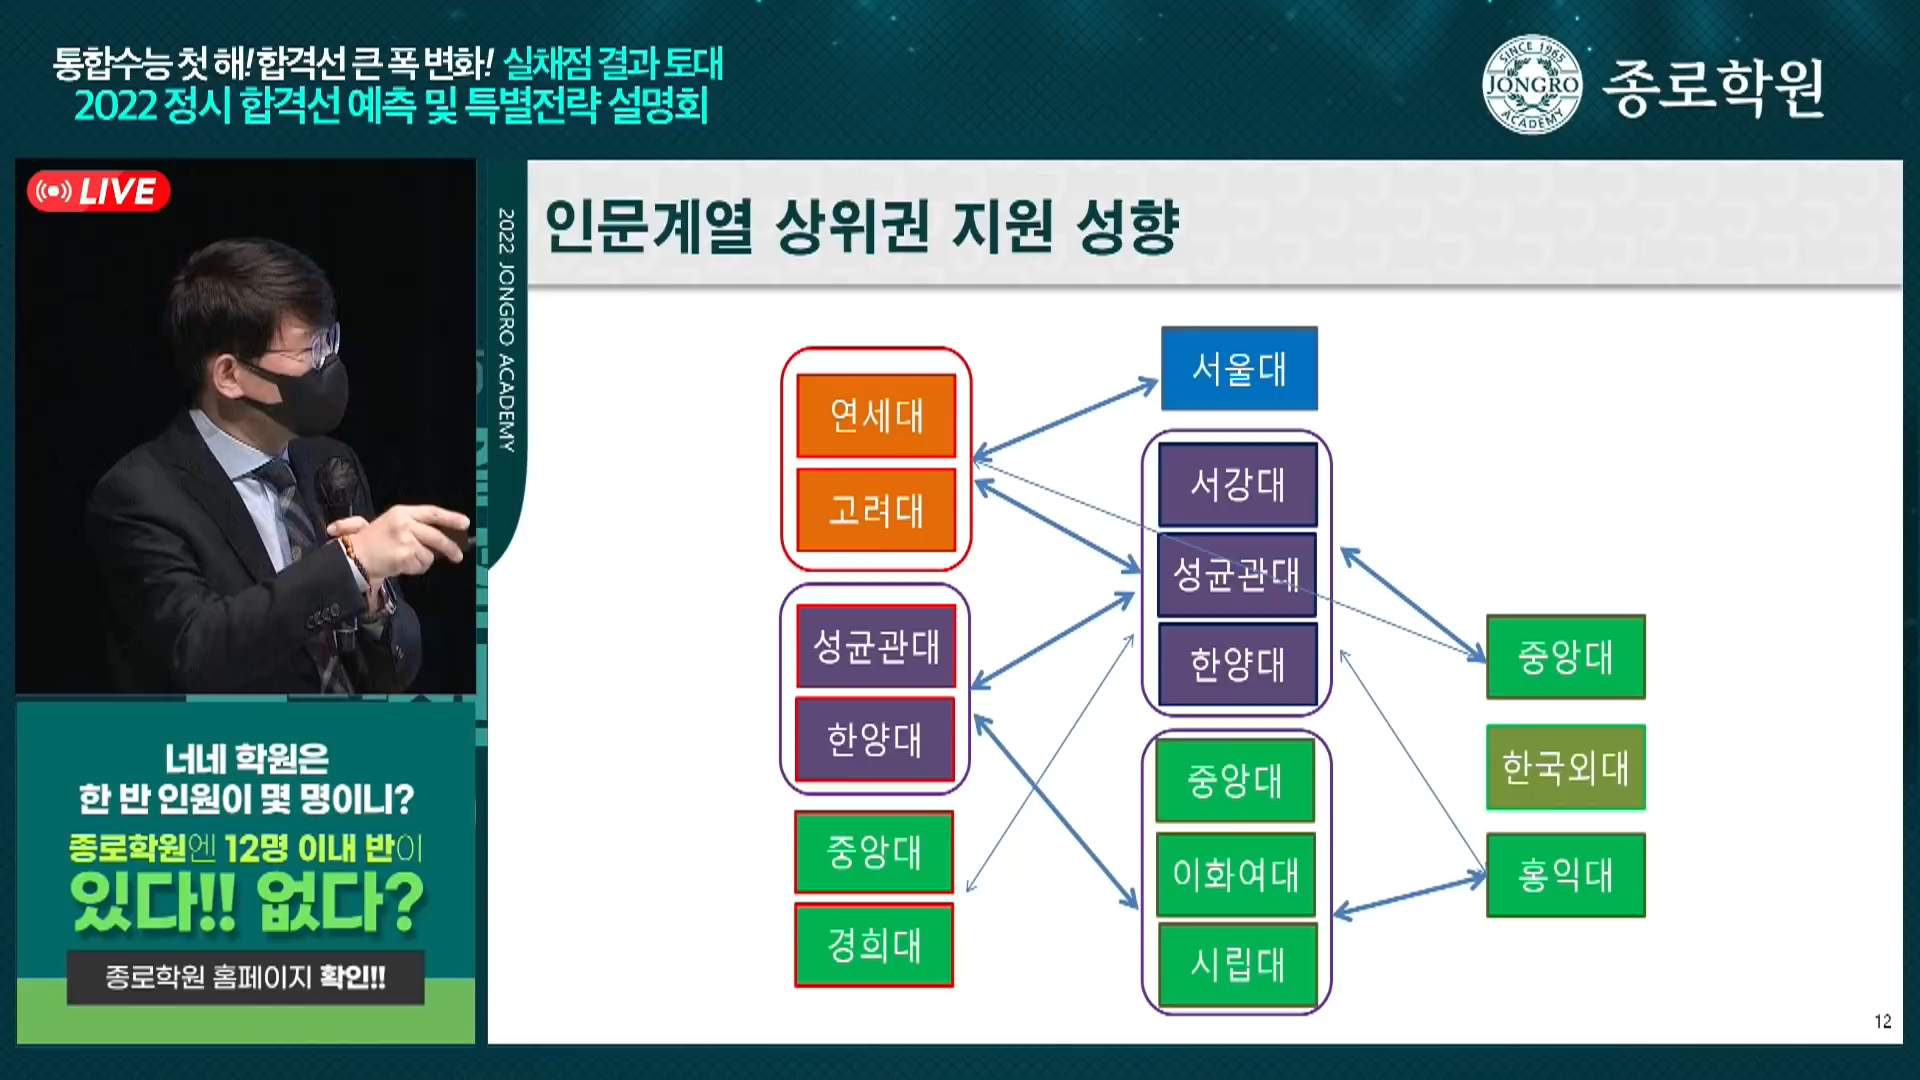 통합수능 첫 해! 합격선 큰 폭 변화! 실채점 결과 토대
2022 정시 합격선 예측 및 특별전략 설명회
SINCE 1965
JONGRO
ACADEMY
종로학원
LIVE
2022 JONGRO ACADEMY
인문계열 상위권 지원 성향
연세대
고려대
성균관대
한양대
중앙대
경희대
서울대
서강대
성균관대
한양대
중앙대
이화여대
시립대
중앙대
한국외대
홍익대
12
너네 학원은
한 반 인원이 몇 명이니?
종로학원엔 12명 이내 반이
있다!! 없다?
종로학원 홈페이지 확인!!